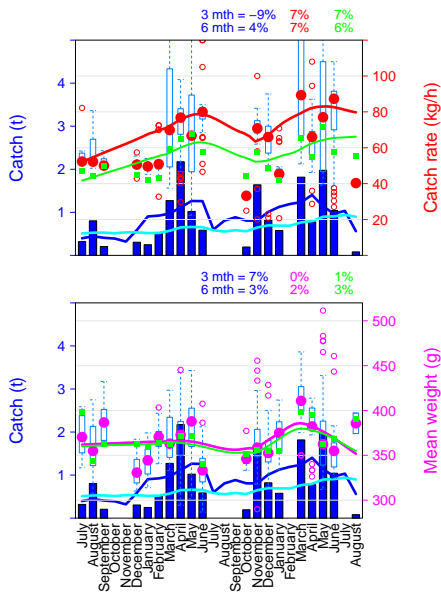 3 mth = −9% 7% 7%
6 mth = 4% 7% 6%
Catch (t)
5
4
3
2
1
Catch rate (kg/h)
120
100
80
60
40
20
3 mth = 7% 0% 1%
6 mth = 3% 2% 3%
Catch (t)
5
4
3
2
1
Mean weight (g)
500
450
400
350
300
July
August
September
October
November
December
January
February
March
April
May
June
July
August
September
October
November
December
January
February
March
April
May
June
July
August